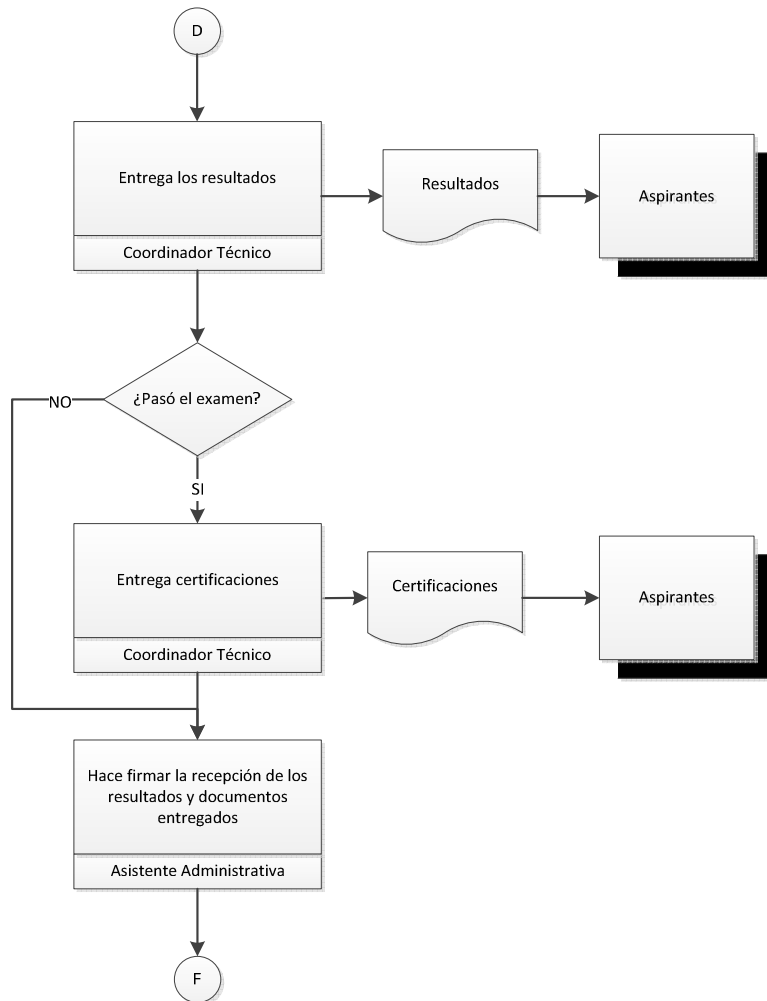 D
Entrega los resultados
Coordinador Técnico
Resultados
Aspirantes
¿Pasó el examen?
NO
SI
Entrega certificaciones
Coordinador Técnico
Certificaciones
Aspirantes
Hace firmar la recepción de los
resultados y documentos
entregados
Asistente Administrativa
F